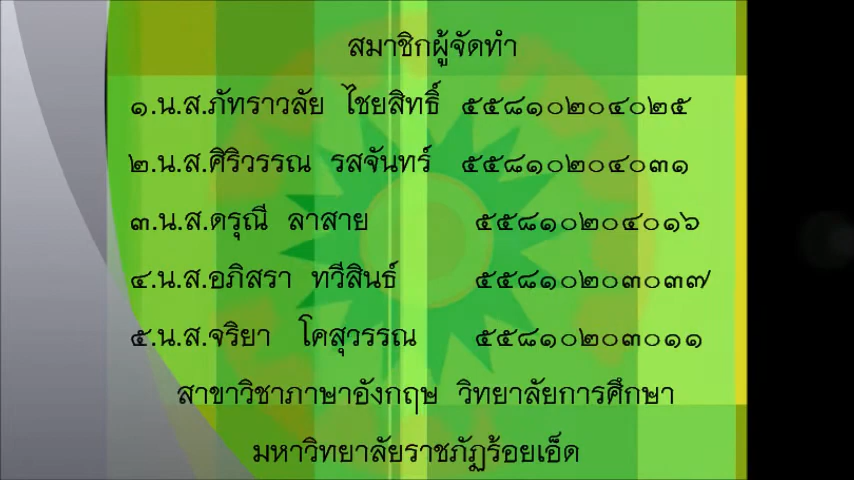 สมาชิกผู้จัดทำ
๑.น.ส.ภัทราวลัย ไชยสิทธิ์ ๕๕๘๑๐๒๐๔๐๒๕
๒.น.ส.ศิริวรรณ รสจันทร์ ๕๕๘๑๐๒๐๔๐๓๑
๓.น.ส.ดรุณี ลาสาย ๕๕๘๑๐๒๐๔๐๑๖
๔.น.ส.อภิสรา ทวีสินธ์ ๕๕๘๑๐๒๐๓๐๓๗
๕.น.ส.จริยา โคสุวรรณ ๕๕๘๑๐๒๐๓๐๑๑
สาขาวิชาภาษาอังกฤษ วิทยาลัยการศึกษา
มหาวิทยาลัยราชภัฏร้อยเอ็ด